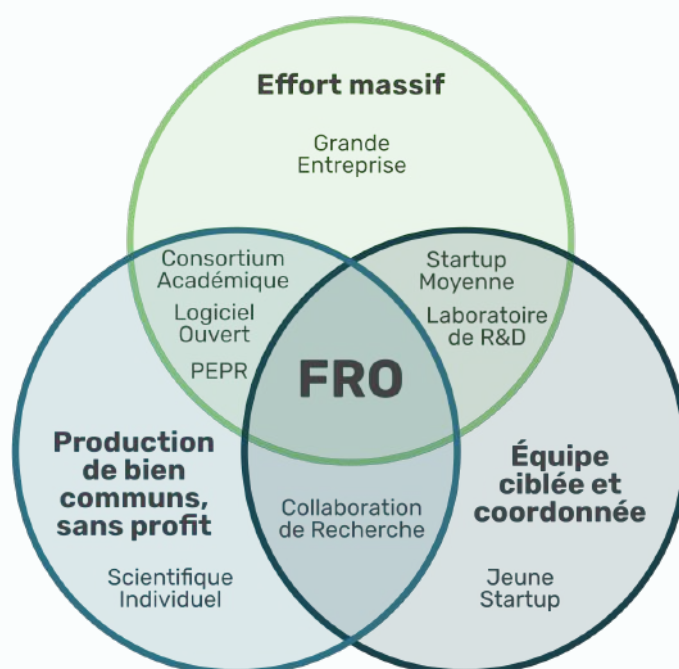 Effort massif
Grande
Entreprise
Consortium
Académique
Logiciel
Ouvert
PEPR
Startup
Moyenne
Laboratoire
de R&D
FRO
Production
de bien
communs,
sans profit
Scientifique
Individuel
Collaboration
de Recherche
Équipe
ciblée et
coordonnée
Jeune
Startup